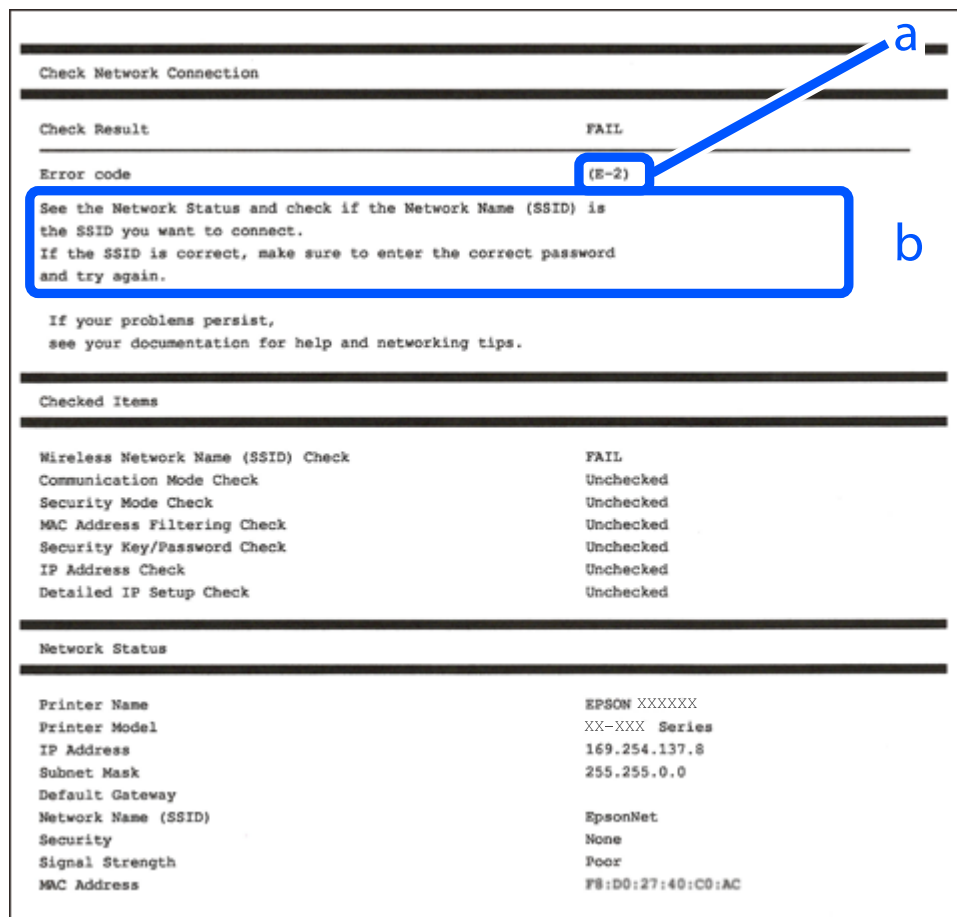 a
Check Network Connection
Check Result FAIL
Error code (E-2)
See the Network Status and check if the Network Name (SSID) is
the SSID you want to connect.
If the SSID is correct, make sure to enter the correct password
and try again.
b
If your problems persist,
see your documentation for help and networking tips.
Checked Items
Wireless Network Name (SSID) Check FAIL
Communication Mode Check Unchecked
Security Mode Check Unchecked
MAC Address Filtering Check Unchecked
Security Key/Password Check Unchecked
IP Address Check Unchecked
Detailed IP Setup Check Unchecked
Network Status
Printer Name EPSON XXXXXX
Printer Model XX-XXX Series
IP Address 169.254.137.8
Subnet Mask 255.255.0.0
Default Gateway
Network Name (SSID) EpsonNet
Security None
Signal Strength Poor
MAC Address F8:D0:27:40:C0:AC